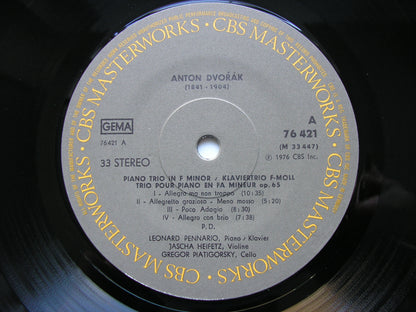 CBS MASTERWORKS · CBS MASTERWORKS · CBS MASTERWORKS · CBS MASTERWORKS ·
ANTON DVOŘÁK
(1841 - 1904)
GEMA
76421 A
33 STEREO
A
76 421
(M 33 447)
Ⓟ 1976 CBS Inc.
PIANO TRIO IN F MINOR / KLAVIERTRIO F-MOLL
TRIO POUR PIANO EN FA MINEUR op.65
I - Allegro ma non troppo (10:35)
II - Allegretto grazioso - Meno mosso (5:20)
III - Poco Adagio (8:30)
IV - Allegro con brio (7:38)
P.D.
LEONARD PENNARIO, Piano/Klavier
JASCHA HEIFETZ, Violine
GREGOR PIATIGORSKY, Cello